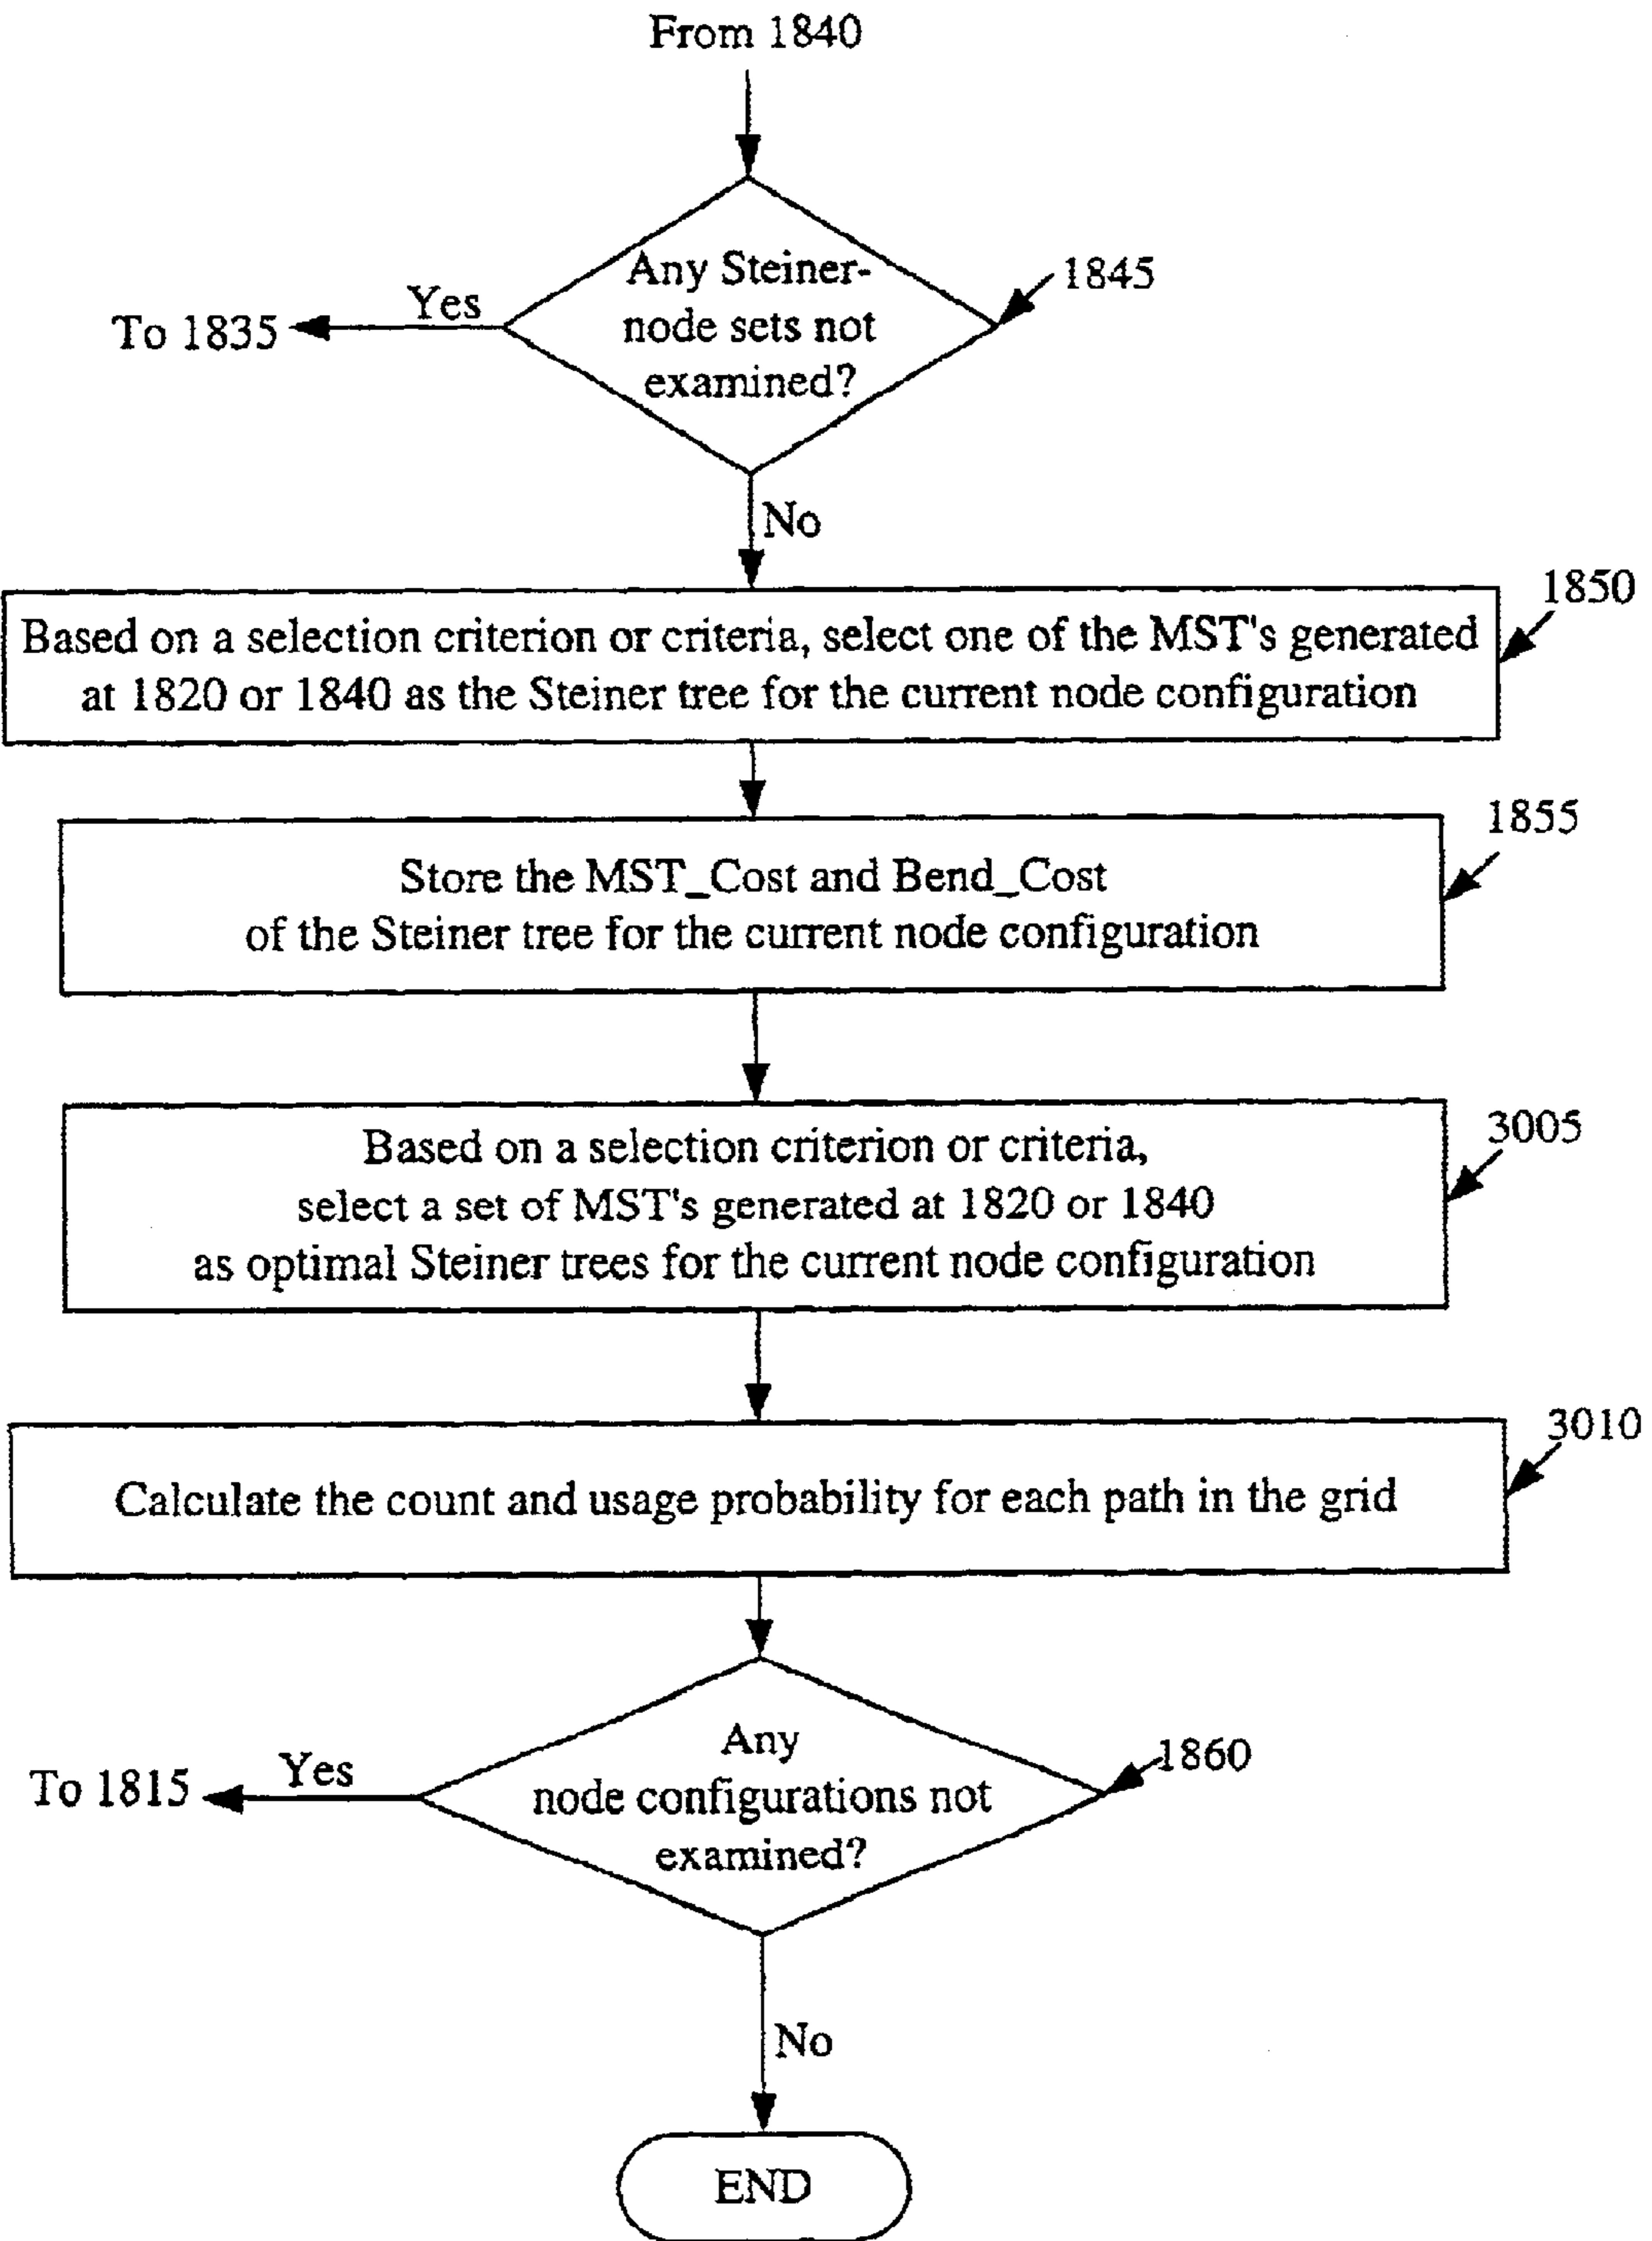 From 1840
Any Steiner-
node sets not
examined?
1845
Yes
To 1835
No
1850
Based on a selection criterion or criteria, select one of the MST's generated
at 1820 or 1840 as the Steiner tree for the current node configuration
1855
Store the MST_Cost and Bend_Cost
of the Steiner tree for the current node configuration
3005
Based on a selection criterion or criteria,
select a set of MST's generated at 1820 or 1840
as optimal Steiner trees for the current node configuration
3010
Calculate the count and usage probability for each path in the grid
Any
node configurations not
examined?
1860
Yes
To 1815
No
END